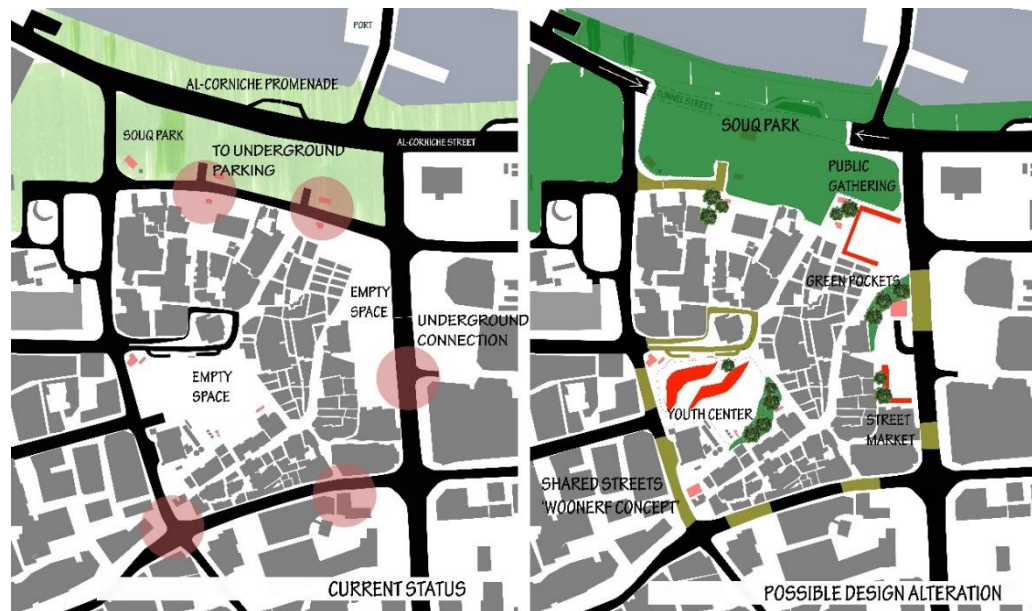 PORT
AL-CORNICHE PROMENADE
AL-CORNICHE STREET
SOUQ PARK
TO UNDERGROUND
PARKING
EMPTY
SPACE
UNDERGROUND
CONNECTION
EMPTY
SPACE
CURRENT STATUS
TUNNEL STREET
SOUQ PARK
PUBLIC
GATHERING
GREEN POCKETS
YOUTH CENTER
STREET
MARKET
SHARED STREETS
'WOONERF CONCEPT'
POSSIBLE DESIGN ALTERATION